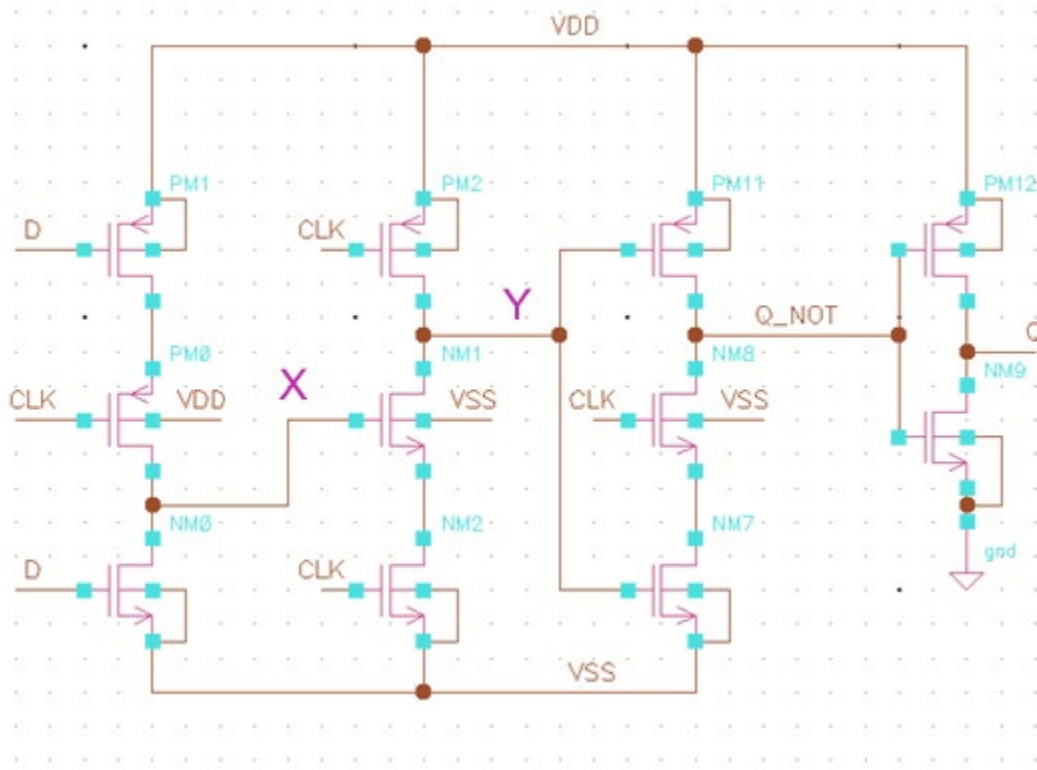 VDD
PM1 PM2 PM11 PM12
D CLK
Y Q_NOT
PM0 NM1 NM8 Q
NM9
CLK VDD X VSS CLK VSS
NM0 NM2 NM7
gnd
D CLK
VSS